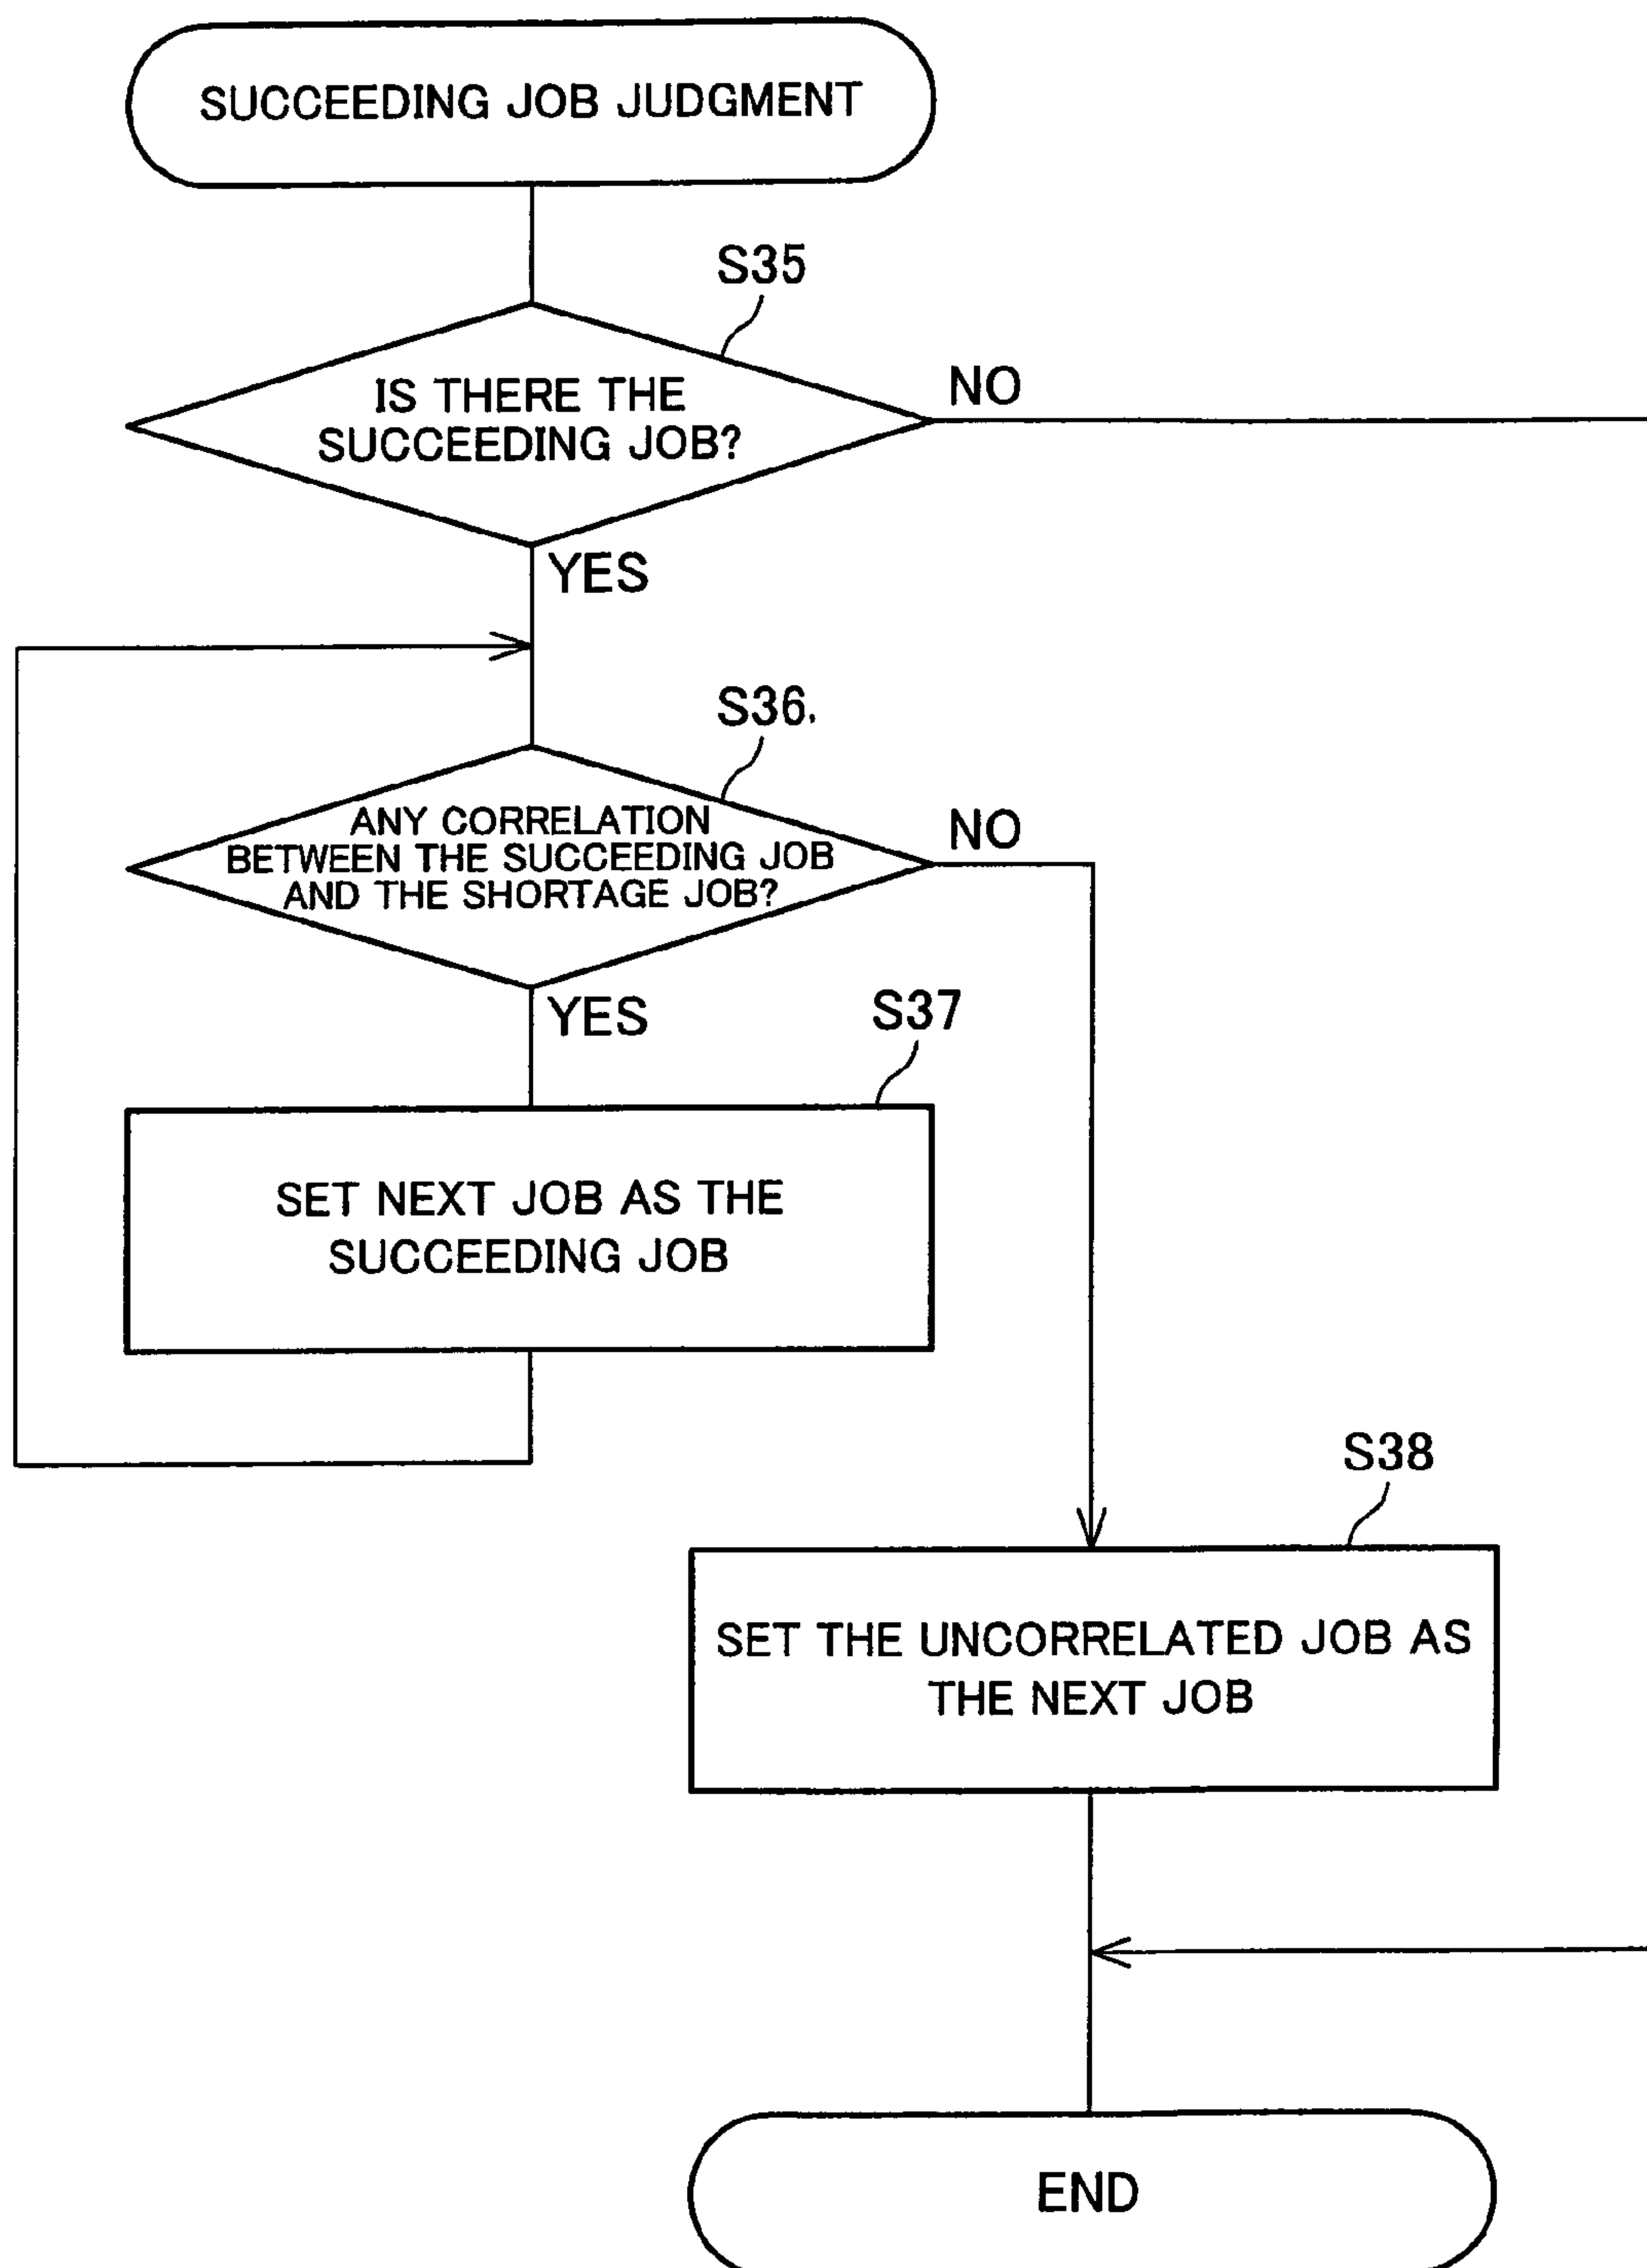 SUCCEEDING JOB JUDGMENT
S35
IS THERE THE
SUCCEEDING JOB?
NO
YES
S36.
ANY CORRELATION
BETWEEN THE SUCCEEDING JOB
AND THE SHORTAGE JOB?
NO
YES
S37
SET NEXT JOB AS THE
SUCCEEDING JOB
S38
SET THE UNCORRELATED JOB AS
THE NEXT JOB
END